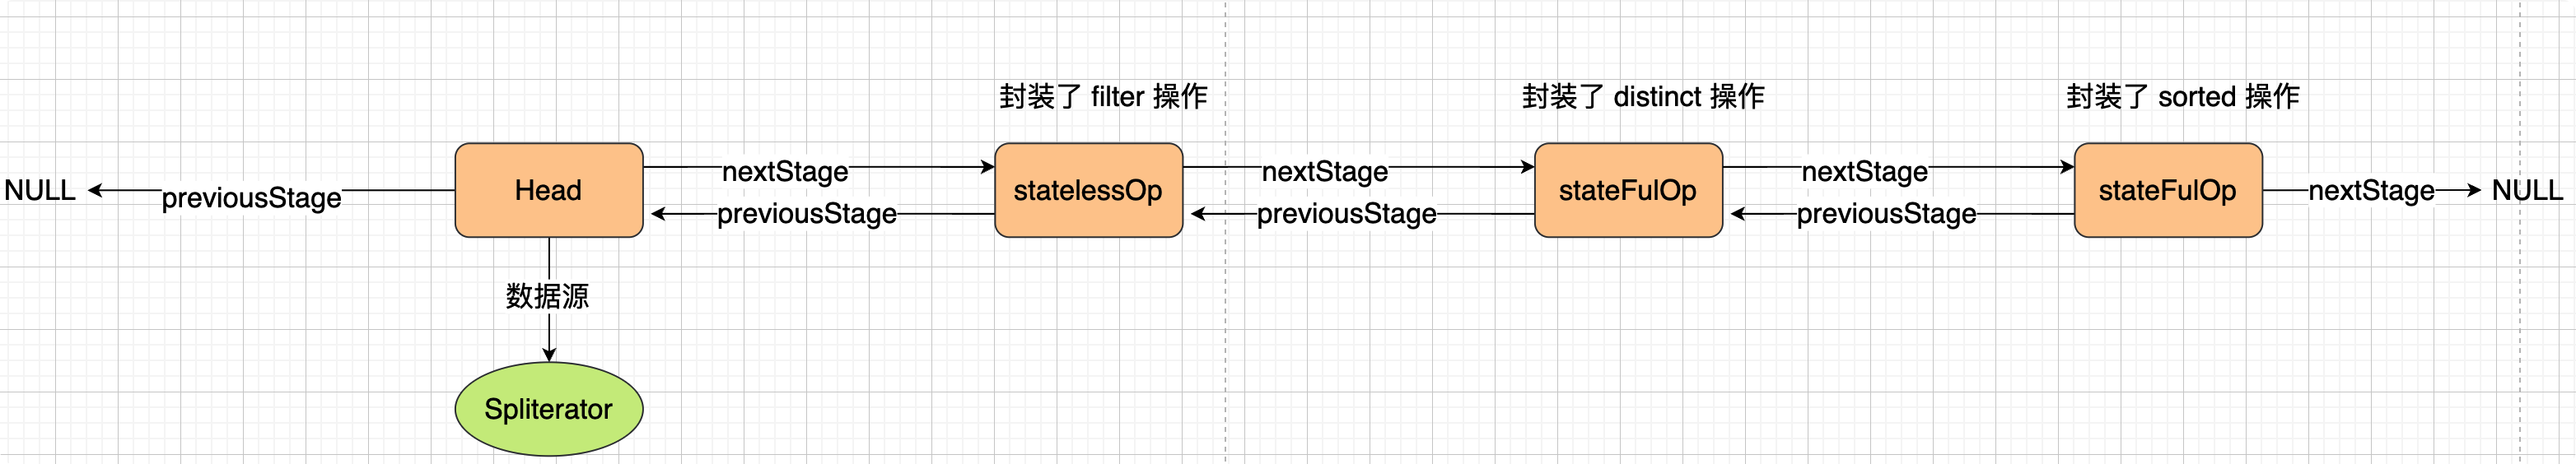 封装了 filter 操作
封装了 distinct 操作
封装了 sorted 操作
NULL
previousStage
Head
nextStage
previousStage
statelessOp
nextStage
previousStage
stateFulOp
nextStage
previousStage
stateFulOp
nextStage
NULL
数据源
Spliterator